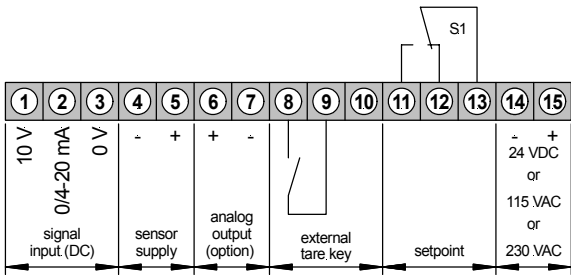 S1
1 2 3 4 5 6 7 8 9 10 11 12 13 14 15
10 V
0/4-20 mA
0 V
- +
+ -
- +
signal
input (DC)
sensor
supply
analog
output
(option)
external
tare key
setpoint
24 VDC
or
115 VAC
or
230 VAC